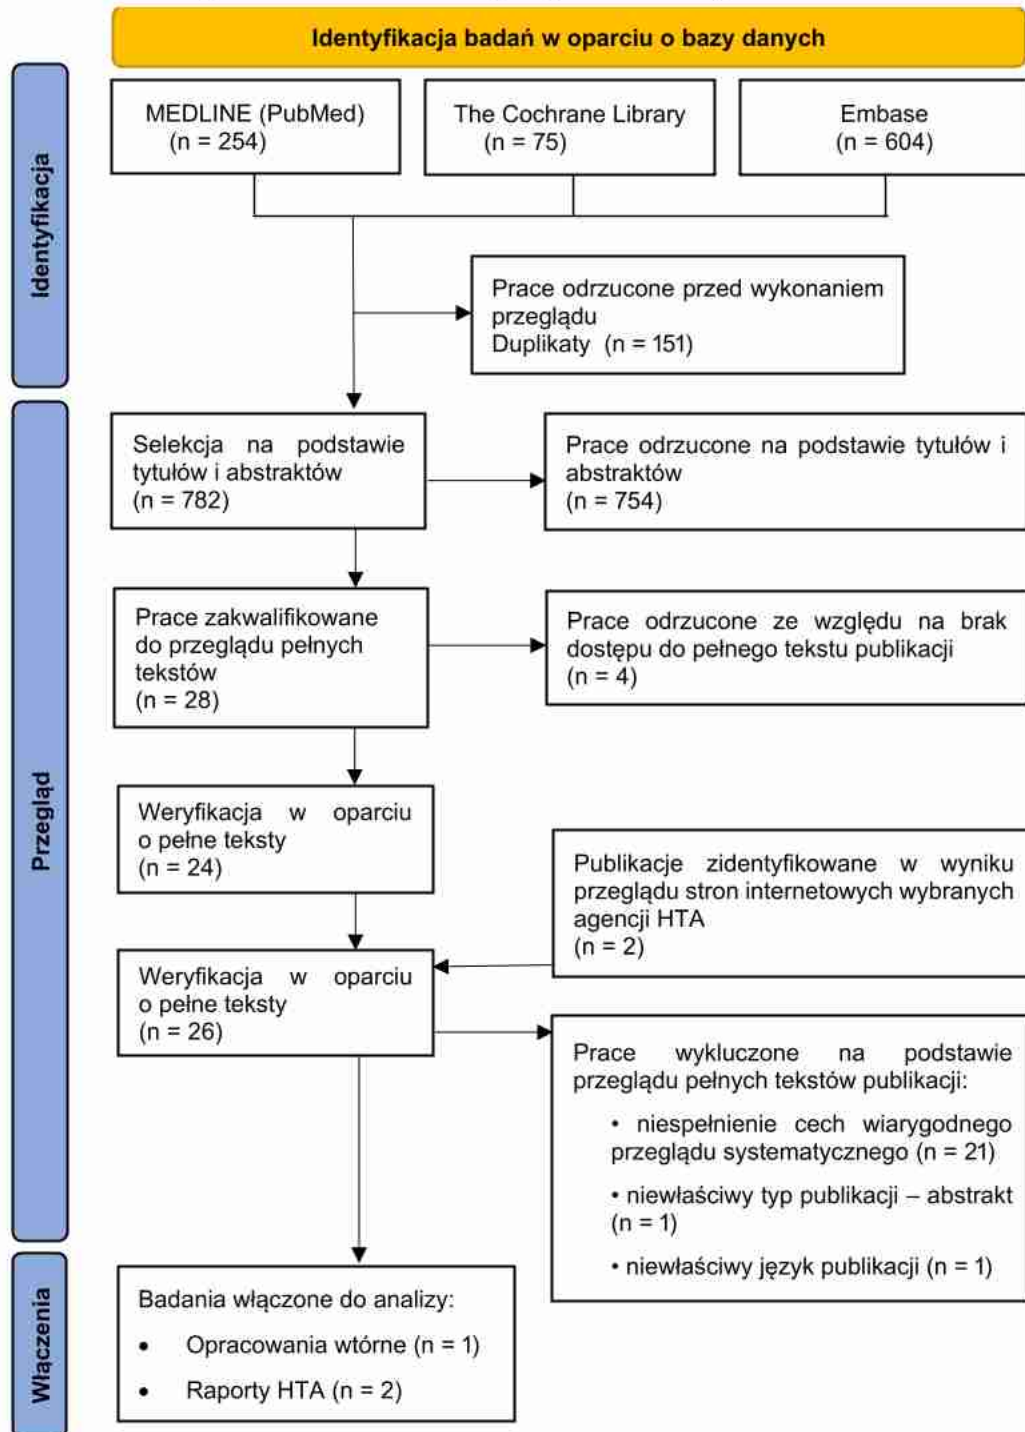 Identyfikacja badań w oparciu o bazy danych
Identyfikacja
MEDLINE (PubMed)
(n = 254)
The Cochrane Library
(n = 75)
Embase
(n = 604)
Prace odrzucone przed wykonaniem
przeglądu
Duplikaty (n = 151)
Przegląd
Selekcja na podstawie
tytułów i abstraktów
(n = 782)
Prace odrzucone na podstawie tytułów i
abstraktów
(n = 754)
Prace zakwalifikowane
do przeglądu pełnych
tekstów
(n = 28)
Prace odrzucone ze względu na brak
dostępu do pełnego tekstu publikacji
(n = 4)
Weryfikacja w oparciu
o pełne teksty
(n = 24)
Publikacje zidentyfikowane w wyniku
przeglądu stron internetowych wybranych
agencji HTA
(n = 2)
Weryfikacja w oparciu
o pełne teksty
(n = 26)
Prace wykluczone na podstawie
przeglądu pełnych tekstów publikacji:
• niespełnienie cech wiarygodnego
przeglądu systematycznego (n = 21)
• niewłaściwy typ publikacji – abstrakt
(n = 1)
• niewłaściwy język publikacji (n = 1)
Włączenia
Badania włączone do analizy:
• Opracowania wtórne (n = 1)
• Raporty HTA (n = 2)